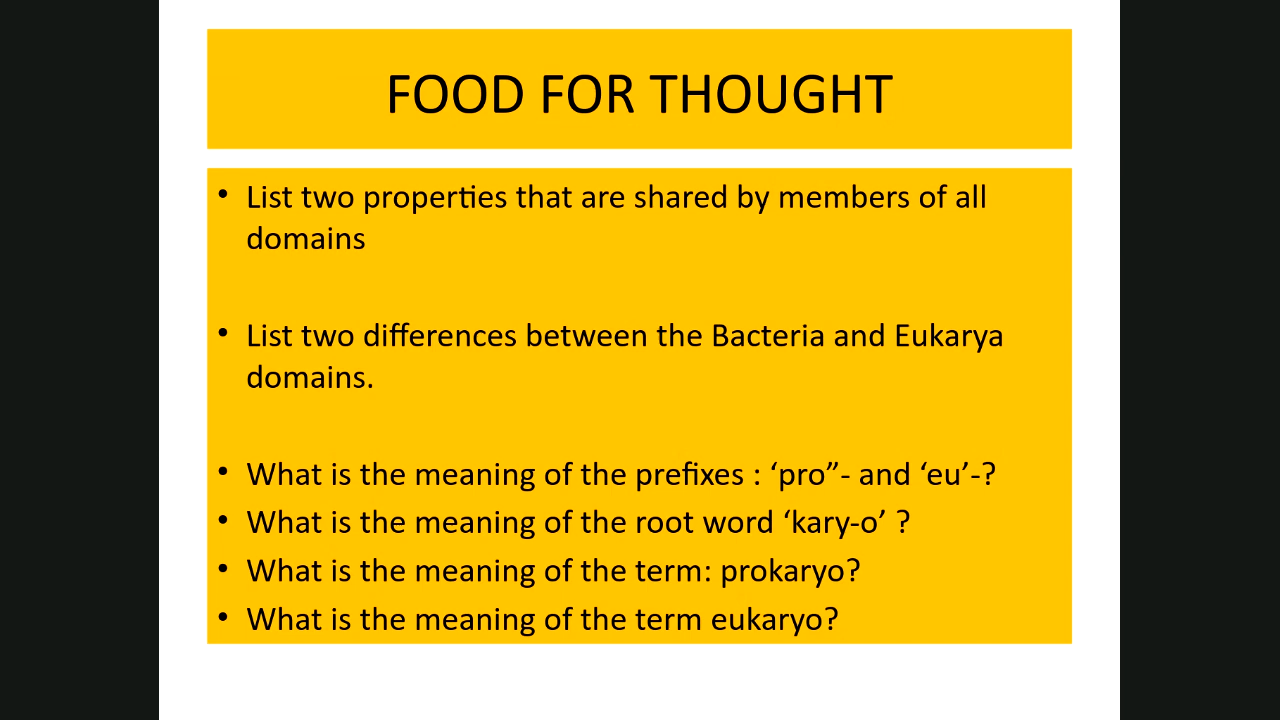 FOOD FOR THOUGHT
• List two properties that are shared by members of all
domains
• List two differences between the Bacteria and Eukarya
domains.
• What is the meaning of the prefixes : ‘pro”- and ‘eu’-?
• What is the meaning of the root word ‘kary-o’ ?
• What is the meaning of the term: prokaryo?
• What is the meaning of the term eukaryo?